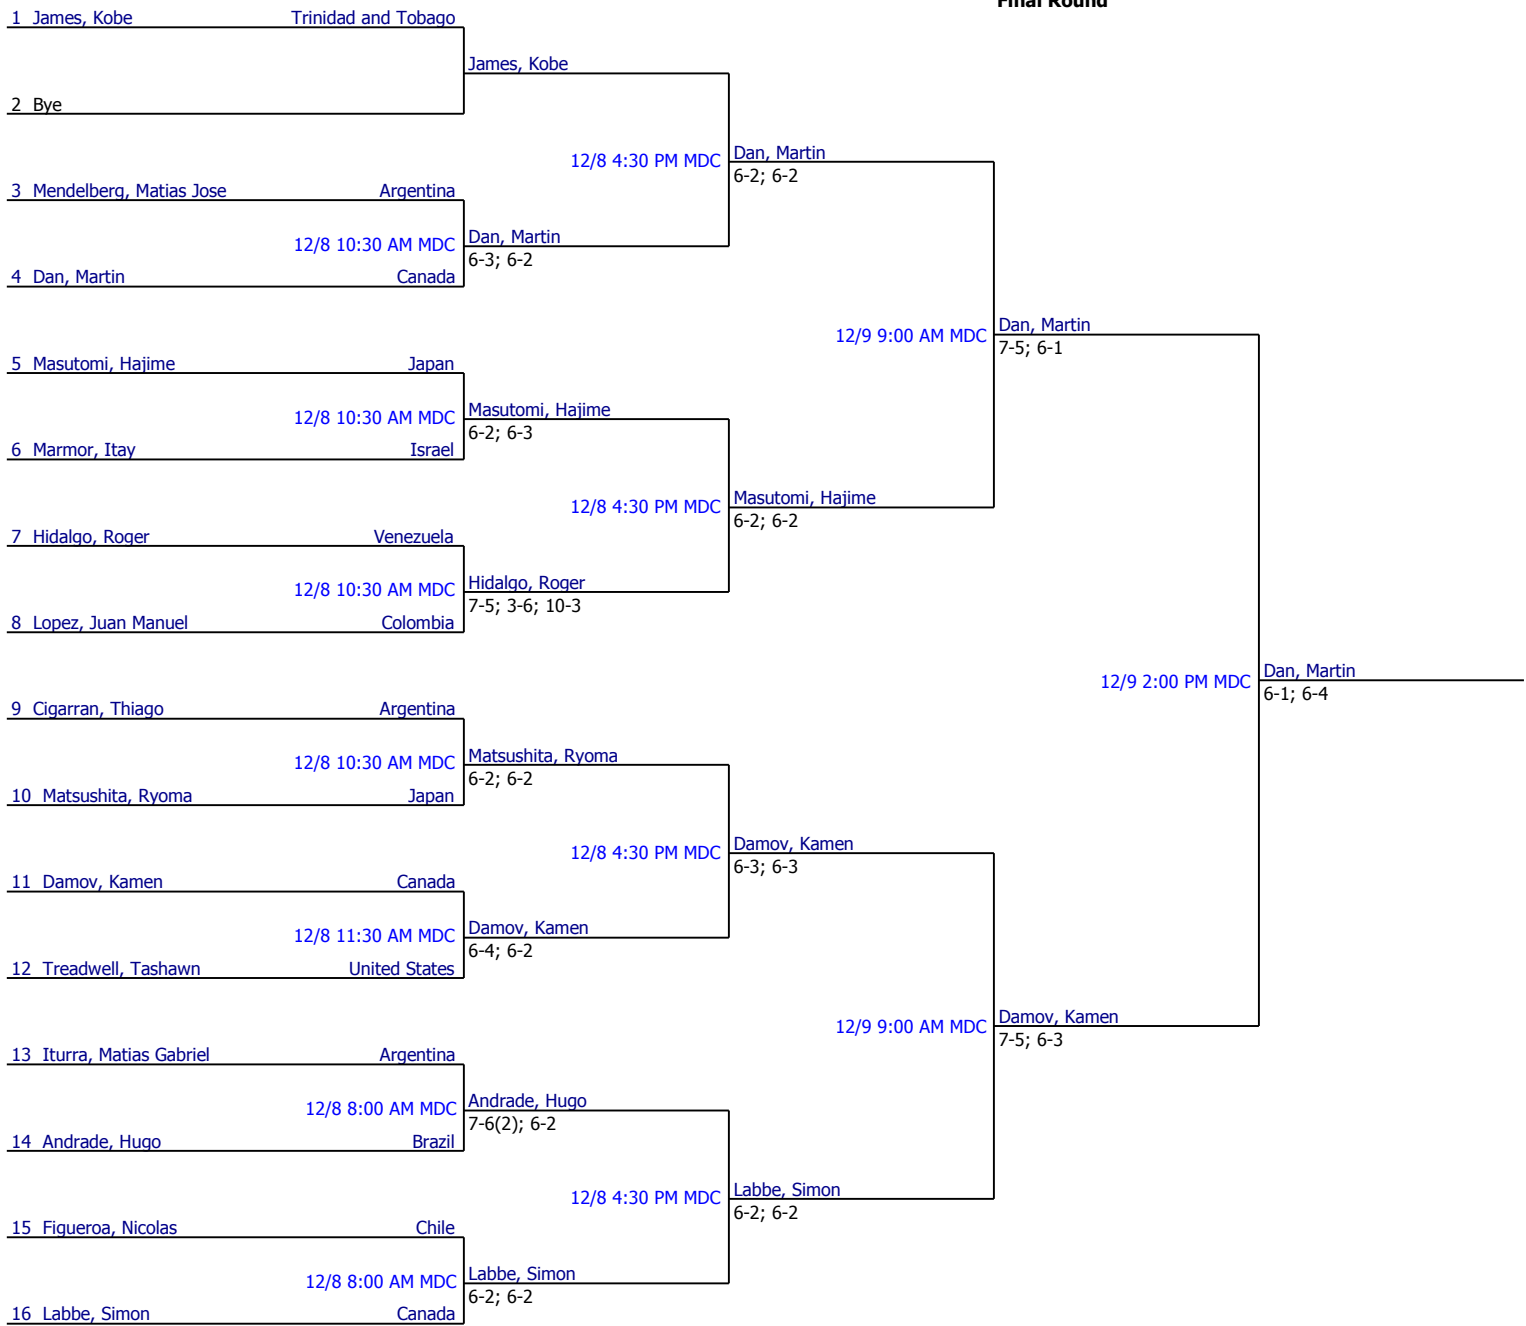 Final Round
1 James, Kobe Trinidad and Tobago
James, Kobe
2 Bye
12/8 4:30 PM MDC Dan, Martin
6-2; 6-2
3 Mendelberg, Matias Jose Argentina
12/8 10:30 AM MDC Dan, Martin
6-3; 6-2
4 Dan, Martin Canada
12/9 9:00 AM MDC Dan, Martin
7-5; 6-1
5 Masutomi, Hajime Japan
12/8 10:30 AM MDC Masutomi, Hajime
6-2; 6-3
6 Marmor, Itay Israel
12/8 4:30 PM MDC Masutomi, Hajime
6-2; 6-2
7 Hidalgo, Roger Venezuela
12/8 10:30 AM MDC Hidalgo, Roger
7-5; 3-6; 10-3
8 Lopez, Juan Manuel Colombia
12/9 2:00 PM MDC Dan, Martin
6-1; 6-4
9 Cigarran, Thiago Argentina
12/8 10:30 AM MDC Matsushita, Ryoma
6-2; 6-2
10 Matsushita, Ryoma Japan
12/8 4:30 PM MDC Damov, Kamen
6-3; 6-3
11 Damov, Kamen Canada
12/8 11:30 AM MDC Damov, Kamen
6-4; 6-2
12 Treadwell, Tashawn United States
12/9 9:00 AM MDC Damov, Kamen
7-5; 6-3
13 Iturra, Matias Gabriel Argentina
12/8 8:00 AM MDC Andrade, Hugo
7-6(2); 6-2
14 Andrade, Hugo Brazil
12/8 4:30 PM MDC Labbe, Simon
6-2; 6-2
15 Figueroa, Nicolas Chile
12/8 8:00 AM MDC Labbe, Simon
6-2; 6-2
16 Labbe, Simon Canada